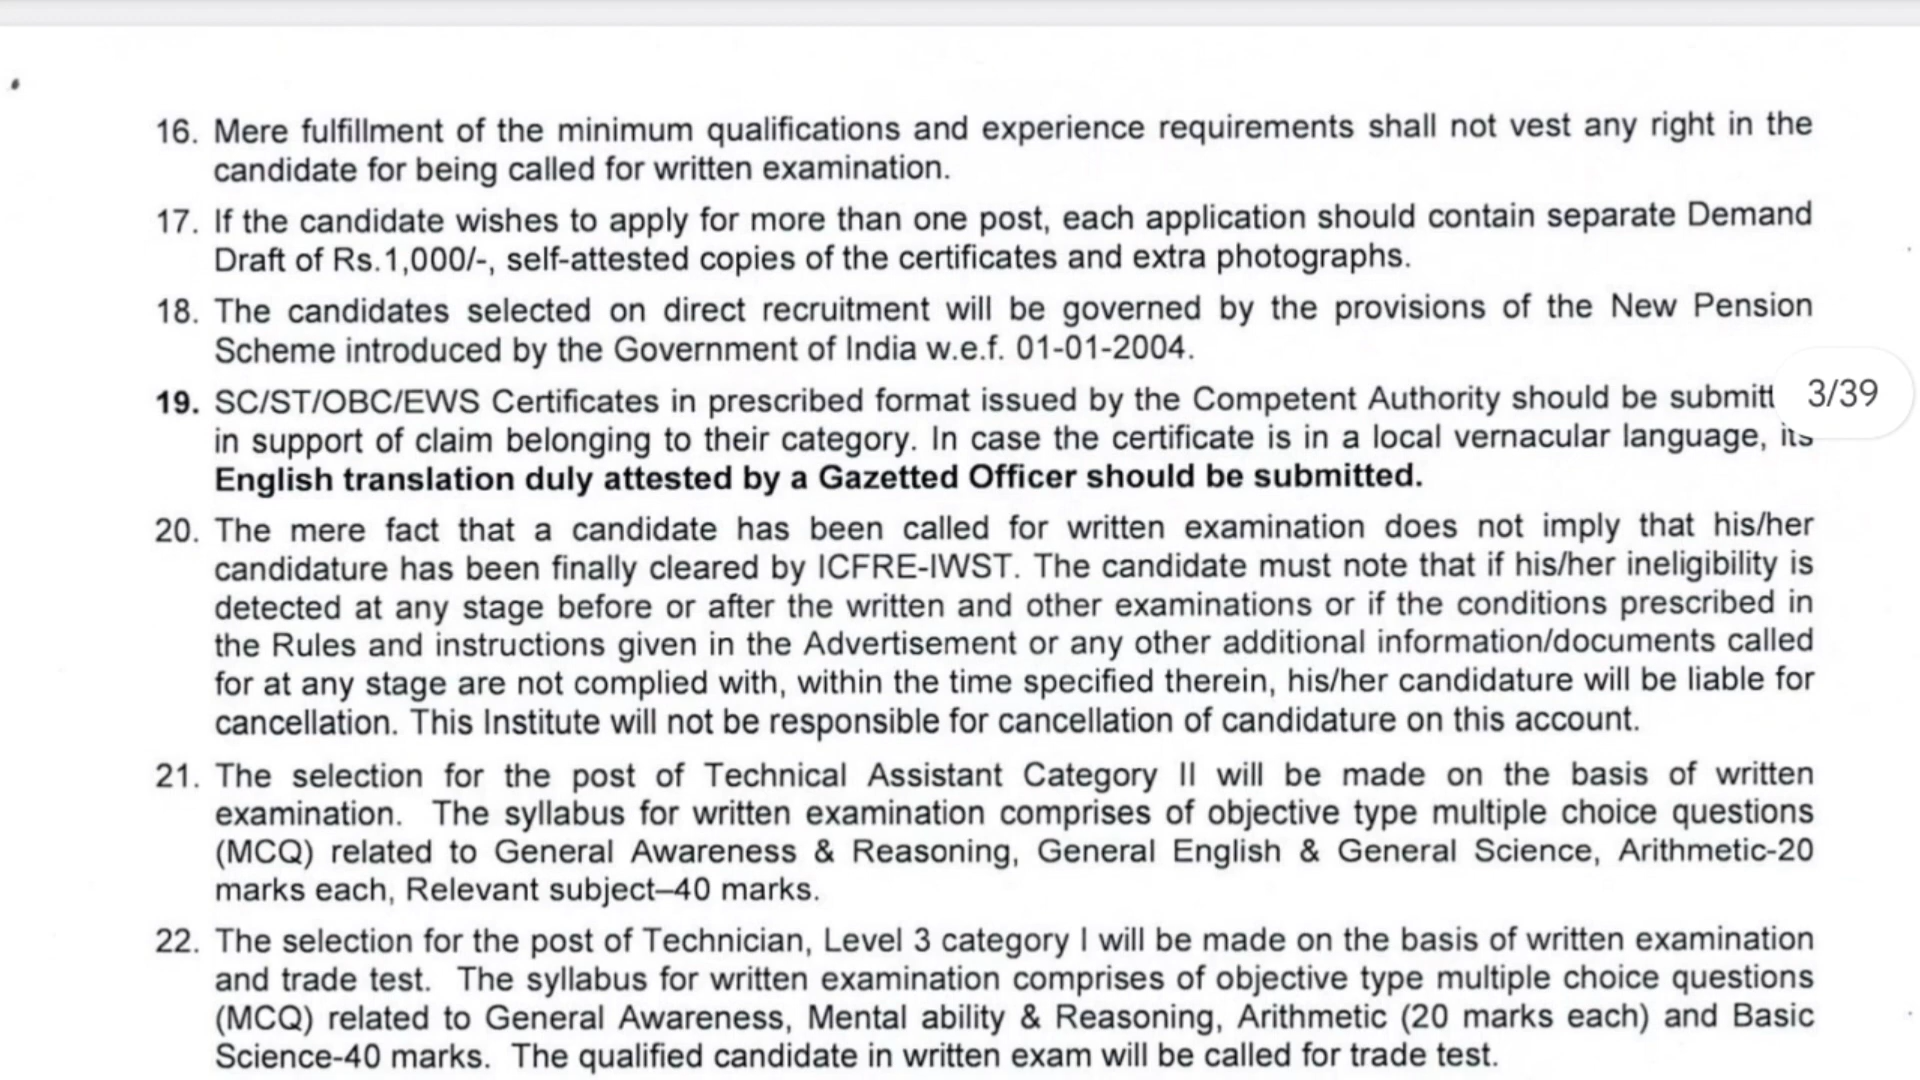 16. Mere fulfillment of the minimum qualifications and experience requirements shall not vest any right in the
candidate for being called for written examination.
17. If the candidate wishes to apply for more than one post, each application should contain separate Demand
Draft of Rs.1,000/-, self-attested copies of the certificates and extra photographs.
18. The candidates selected on direct recruitment will be governed by the provisions of the New Pension
Scheme introduced by the Government of India w.e.f. 01-01-2004.
19. SC/ST/OBC/EWS Certificates in prescribed format issued by the Competent Authority should be submitt
3/39
in support of claim belonging to their category. In case the certificate is in a local vernacular language, its
English translation duly attested by a Gazetted Officer should be submitted.
20. The mere fact that a candidate has been called for written examination does not imply that his/her
candidature has been finally cleared by ICFRE-IWST. The candidate must note that if his/her ineligibility is
detected at any stage before or after the written and other examinations or if the conditions prescribed in
the Rules and instructions given in the Advertisement or any other additional information/documents called
for at any stage are not complied with, within the time specified therein, his/her candidature will be liable for
cancellation. This Institute will not be responsible for cancellation of candidature on this account.
21. The selection for the post of Technical Assistant Category II will be made on the basis of written
examination. The syllabus for written examination comprises of objective type multiple choice questions
(MCQ) related to General Awareness & Reasoning, General English & General Science, Arithmetic-20
marks each, Relevant subject–40 marks.
22. The selection for the post of Technician, Level 3 category I will be made on the basis of written examination
and trade test. The syllabus for written examination comprises of objective type multiple choice questions
(MCQ) related to General Awareness, Mental ability & Reasoning, Arithmetic (20 marks each) and Basic
Science-40 marks. The qualified candidate in written exam will be called for trade test.